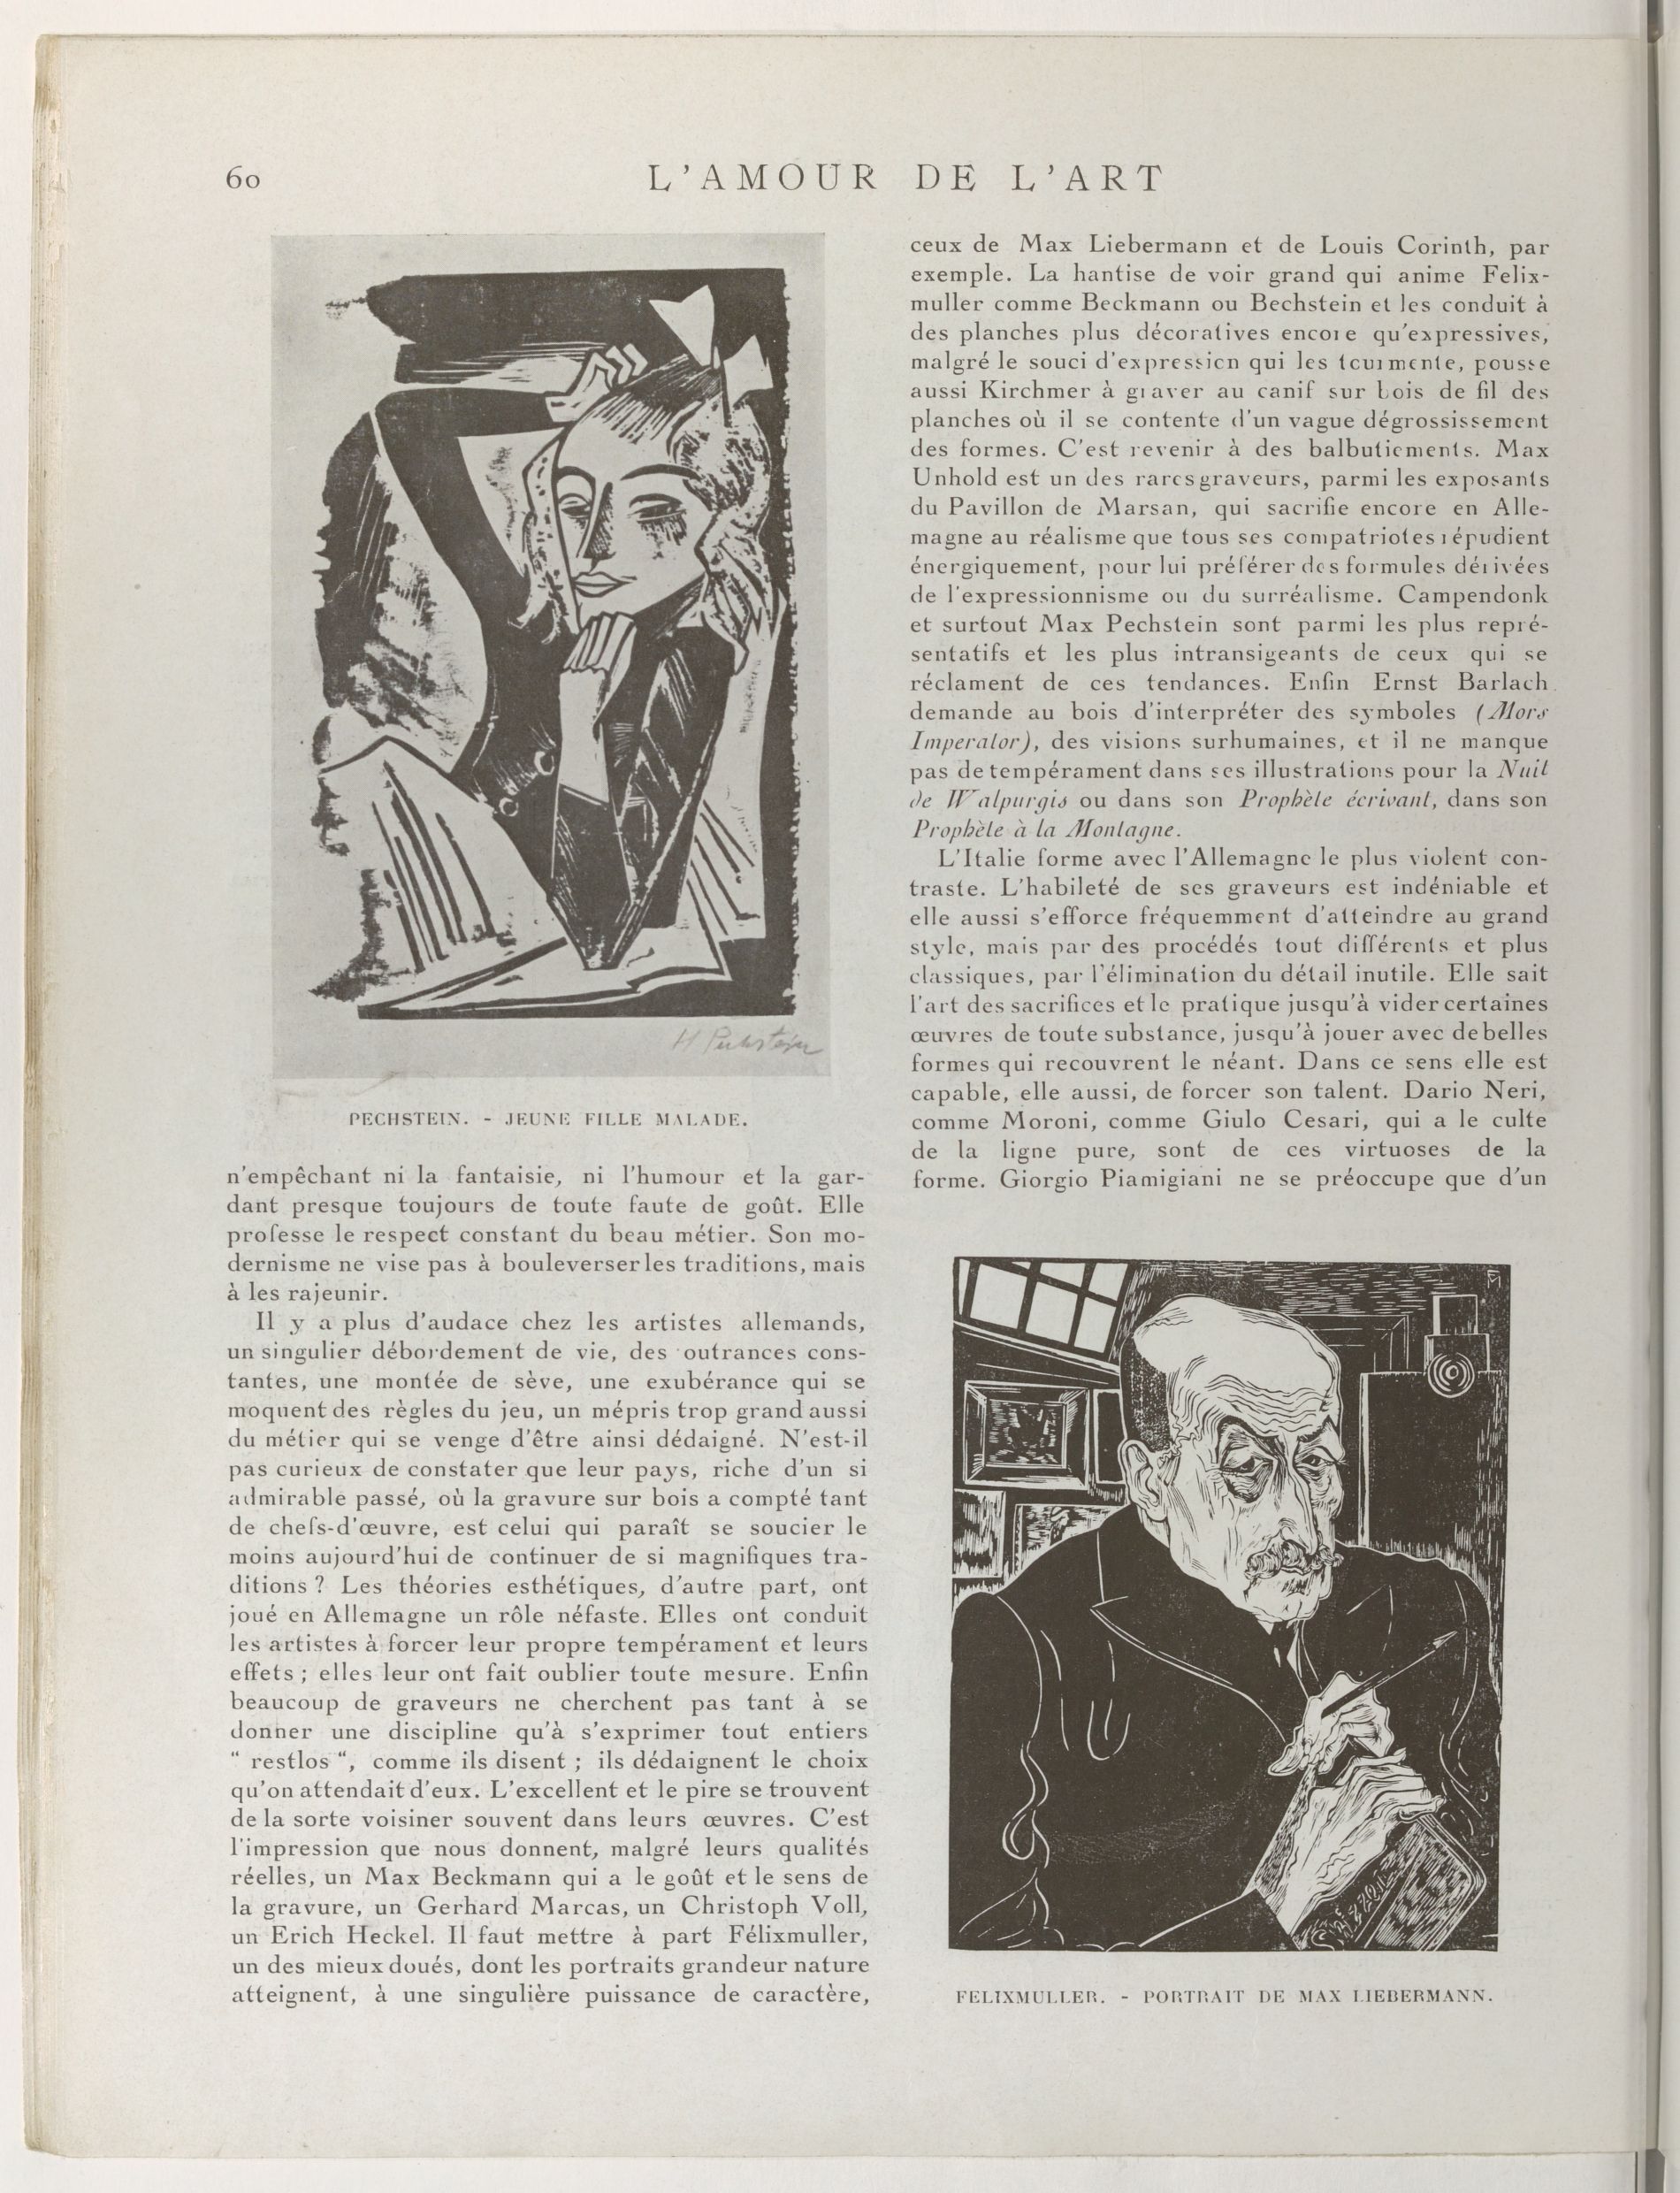 60
L'AMOUR DE L'ART
H Pechstein
PECHSTEIN. - JEUNE FILLE MALADE.
n'empêchant ni la fantaisie, ni l'humour et la gar-
dant presque toujours de toute faute de goût. Elle
professe le respect constant du beau métier. Son mo-
dernisme ne vise pas à bouleverser les traditions, mais
à les rajeunir.
Il y a plus d'audace chez les artistes allemands,
un singulier débordement de vie, des outrances cons-
tantes, une montée de sève, une exubérance qui se
moquent des règles du jeu, un mépris trop grand aussi
du métier qui se venge d'être ainsi dédaigné. N'est-il
pas curieux de constater que leur pays, riche d'un si
admirable passé, où la gravure sur bois a compté tant
de chefs-d'œuvre, est celui qui paraît se soucier le
moins aujourd'hui de continuer de si magnifiques tra-
ditions ? Les théories esthétiques, d'autre part, ont
joué en Allemagne un rôle néfaste. Elles ont conduit
les artistes à forcer leur propre tempérament et leurs
effets ; elles leur ont fait oublier toute mesure. Enfin
beaucoup de graveurs ne cherchent pas tant à se
donner une discipline qu'à s'exprimer tout entiers
“ restlos “, comme ils disent ; ils dédaignent le choix
qu'on attendait d'eux. L'excellent et le pire se trouvent
de la sorte voisiner souvent dans leurs œuvres. C'est
l'impression que nous donnent, malgré leurs qualités
réelles, un Max Beckmann qui a le goût et le sens de
la gravure, un Gerhard Marcas, un Christoph Voll,
un Erich Heckel. Il faut mettre à part Félixmuller,
un des mieux doués, dont les portraits grandeur nature
atteignent, à une singulière puissance de caractère,
ceux de Max Liebermann et de Louis Corinth, par
exemple. La hantise de voir grand qui anime Felix-
muller comme Beckmann ou Bechstein et les conduit à
des planches plus décoratives encore qu'expressives,
malgré le souci d'expression qui les tourmente, pousse
aussi Kirchmer à graver au canif sur bois de fil des
planches où il se contente d'un vague dégrossissement
des formes. C'est revenir à des balbutiements. Max
Unhold est un des rares graveurs, parmi les exposants
du Pavillon de Marsan, qui sacrifie encore en Alle-
magne au réalisme que tous ses compatriotes répudient
énergiquement, pour lui préférer des formules dérivées
de l'expressionnisme ou du surréalisme. Campendonk
et surtout Max Pechstein sont parmi les plus repré-
sentatifs et les plus intransigeants de ceux qui se
réclament de ces tendances. Enfin Ernst Barlach
demande au bois d'interpréter des symboles (Mors
Imperator), des visions surhumaines, et il ne manque
pas de tempérament dans ses illustrations pour la Nuit
de Walpurgis ou dans son Prophète écrivant, dans son
Prophète à la Montagne.
L'Italie forme avec l'Allemagne le plus violent con-
traste. L'habileté de ses graveurs est indéniable et
elle aussi s'efforce fréquemment d'atteindre au grand
style, mais par des procédés tout différents et plus
classiques, par l'élimination du détail inutile. Elle sait
l'art des sacrifices et le pratique jusqu'à vider certaines
œuvres de toute substance, jusqu'à jouer avec de belles
formes qui recouvrent le néant. Dans ce sens elle est
capable, elle aussi, de forcer son talent. Dario Neri,
comme Moroni, comme Giulo Cesari, qui a le culte
de la ligne pure, sont de ces virtuoses de la
forme. Giorgio Piamigiani ne se préoccupe que d'un
FELIXMULLER. - PORTRAIT DE MAX LIEBERMANN.